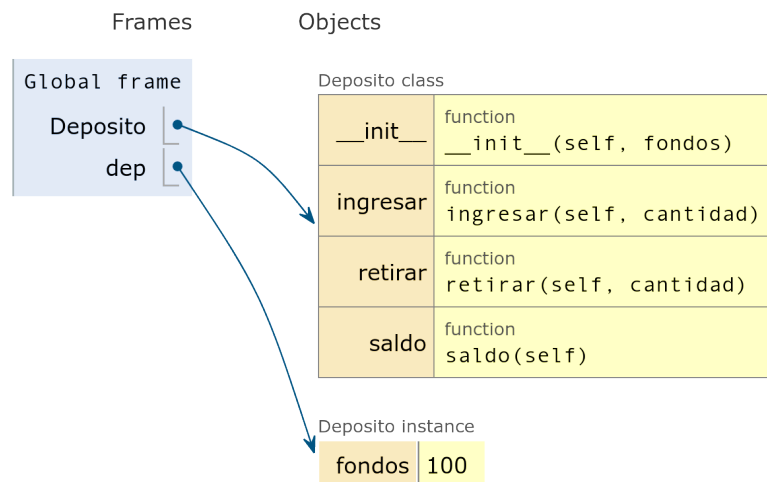 Frames Objects
Global frame
Deposito
dep
Deposito class
__init__ function
__init__(self, fondos)
ingresar function
ingresar(self, cantidad)
retirar function
retirar(self, cantidad)
saldo function
saldo(self)
Deposito instance
fondos 100